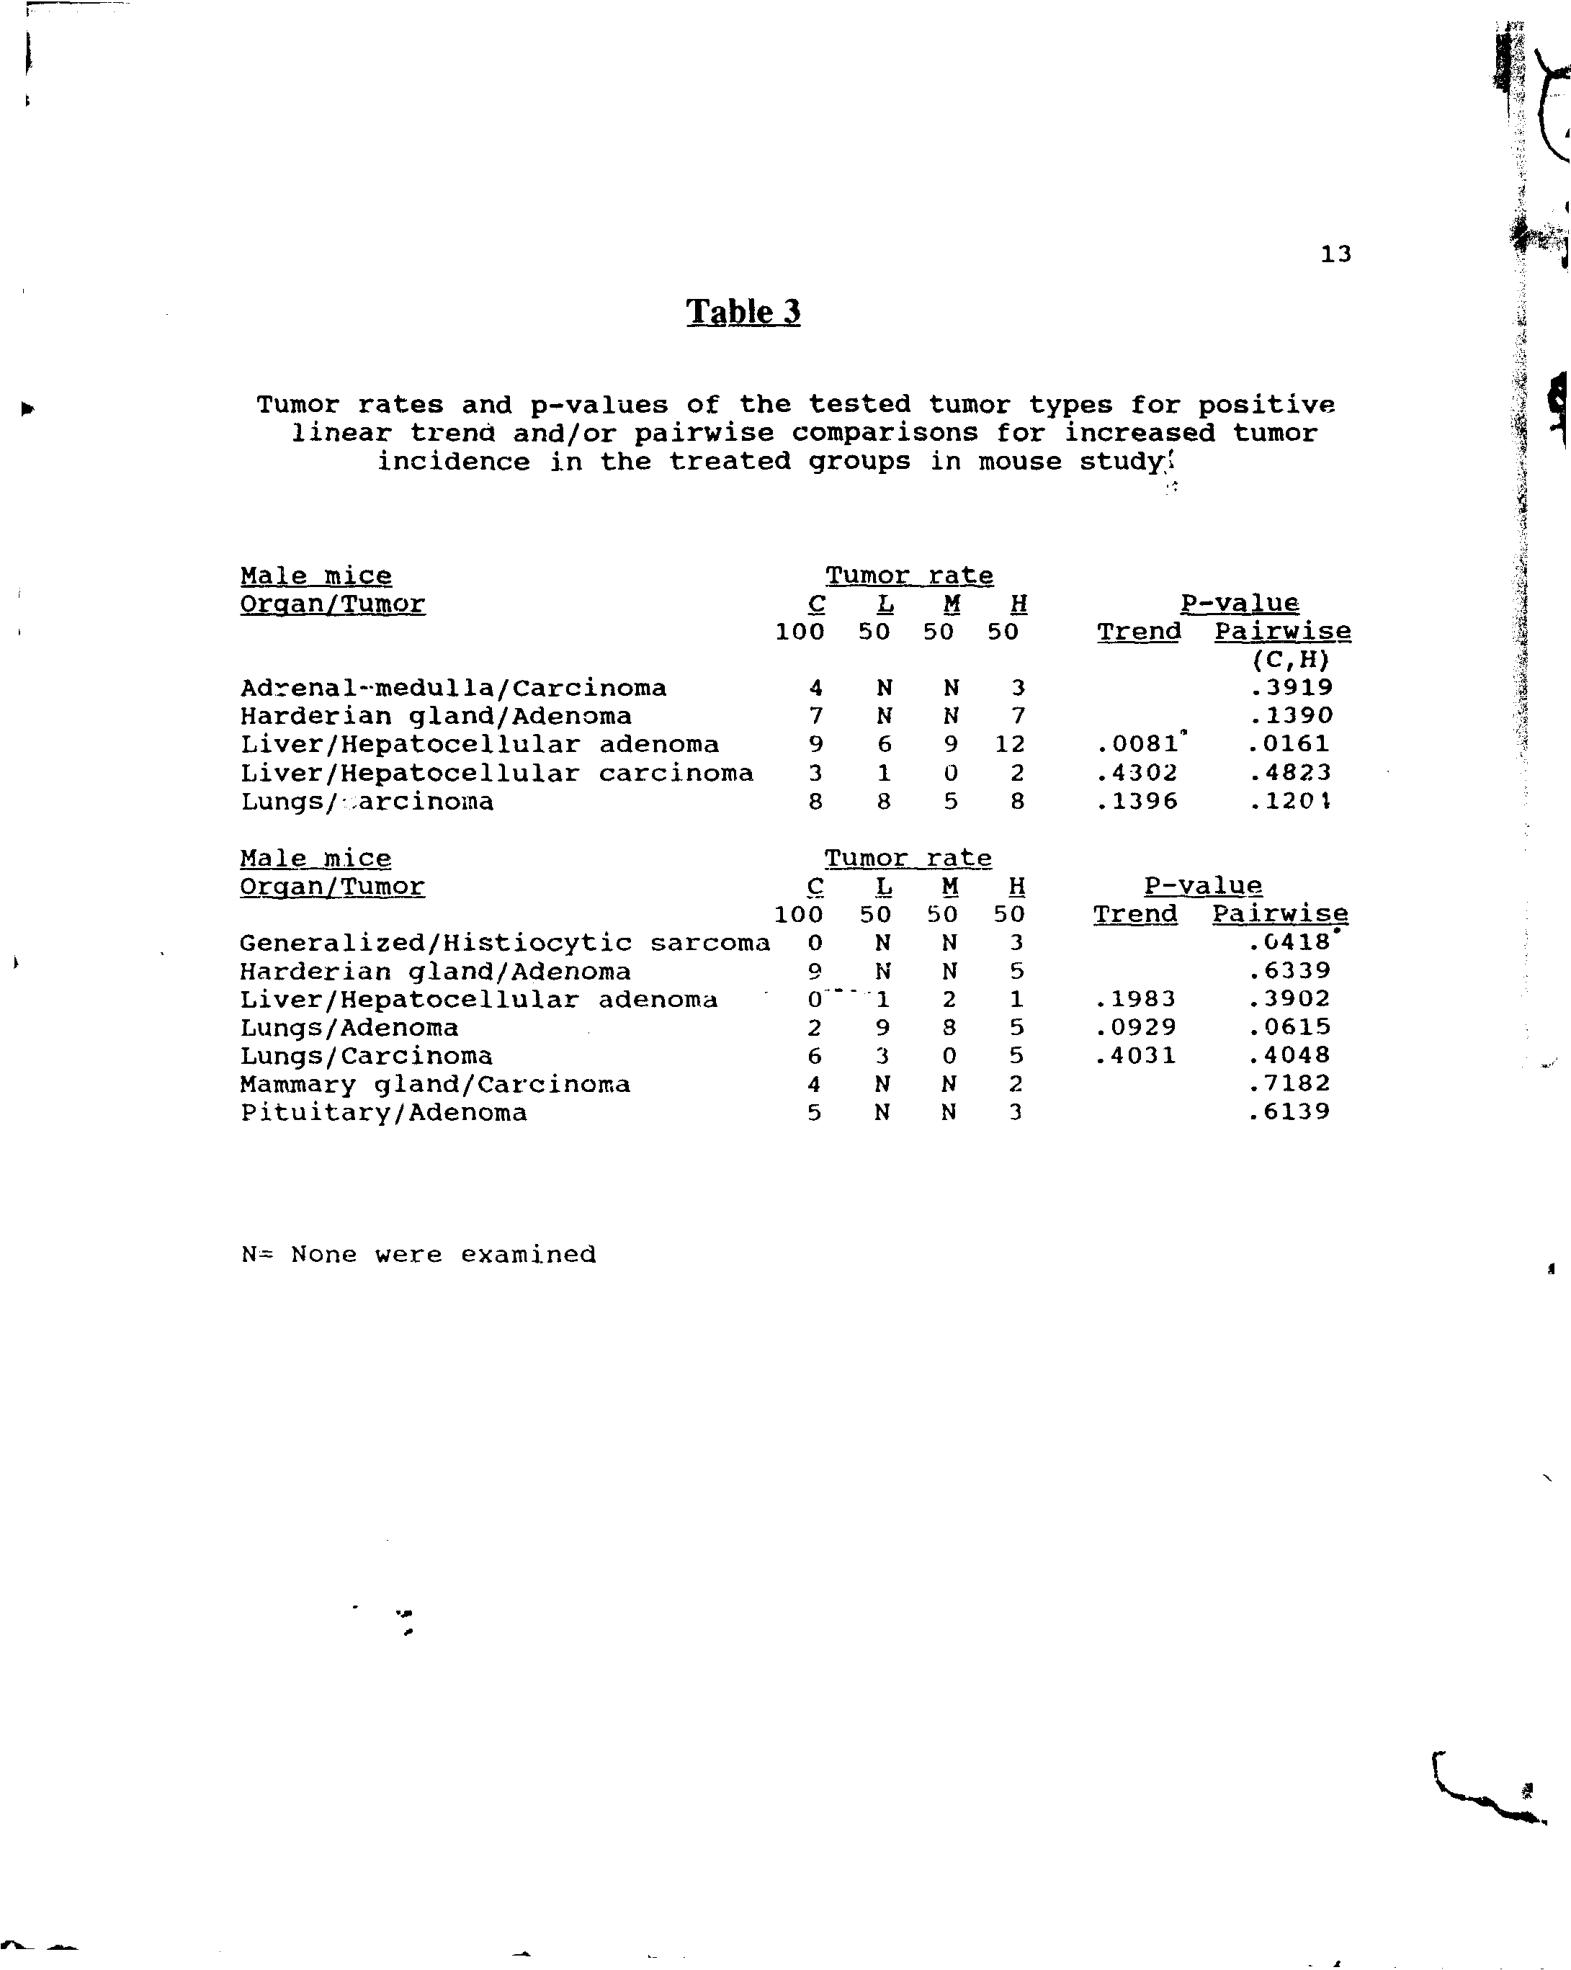 13
Table 3
Tumor rates and p-values of the tested tumor types for positive
linear trend and/or pairwise comparisons for increased tumor
incidence in the treated groups in mouse study
Male mice Tumor rate
Organ/Tumor C L M H P-value
100 50 50 50 Trend Pairwise
(C,H)
Adrenal-medulla/Carcinoma 4 N N 3 .3919
Harderian gland/Adenoma 7 N N 7 .1390
Liver/Hepatocellular adenoma 9 6 9 12 .0081* .0161
Liver/Hepatocellular carcinoma 3 1 0 2 .4302 .4823
Lungs/ arcinoma 8 8 5 8 .1396 .1201
Male mice Tumor rate
Organ/Tumor C L M H P-value
100 50 50 50 Trend Pairwise
Generalized/Histiocytic sarcoma 0 N N 3 .0418*
Harderian gland/Adenoma 9 N N 5 .6339
Liver/Hepatocellular adenoma 0 1 2 1 .1983 .3902
Lungs/Adenoma 2 9 8 5 .0929 .0615
Lungs/Carcinoma 6 3 0 5 .4031 .4048
Mammary gland/Carcinoma 4 N N 2 .7182
Pituitary/Adenoma 5 N N 3 .6139
N= None were examined